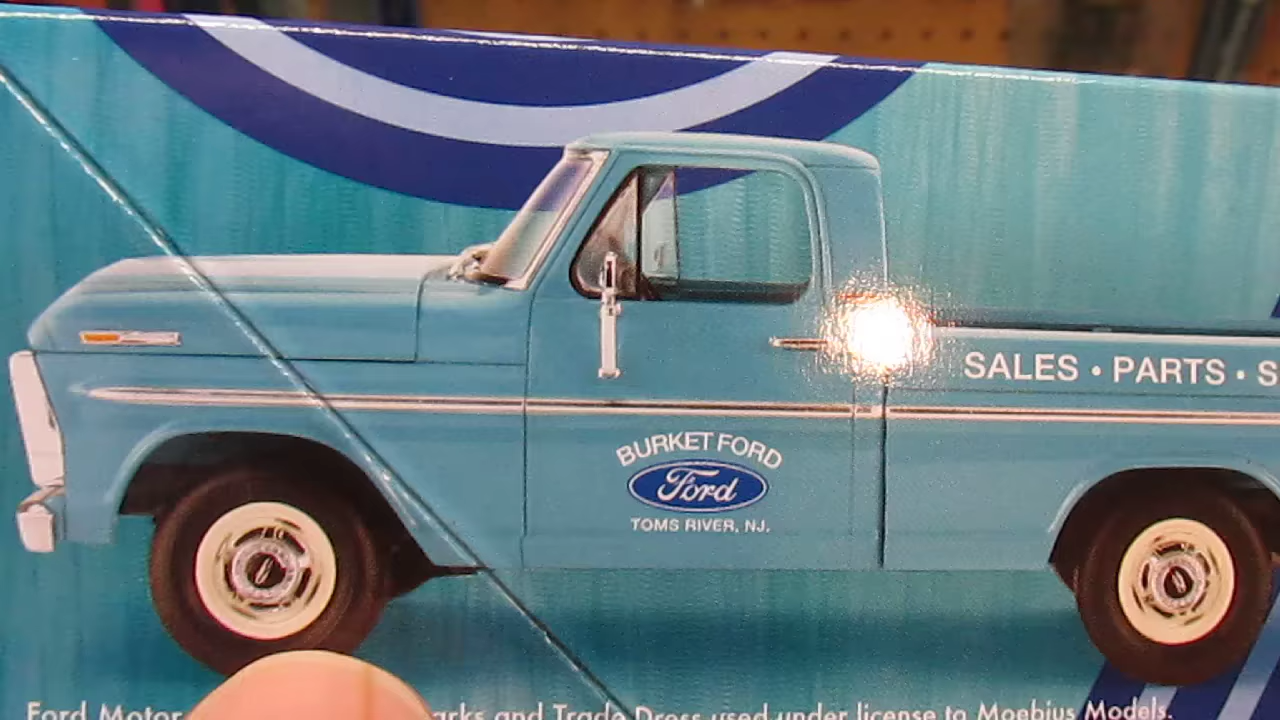 SALES • PARTS • S
BURKET FORD
Ford
TOMS RIVER, NJ.
Ford Motor arks and Trade Dress used under license to Moebius Models.